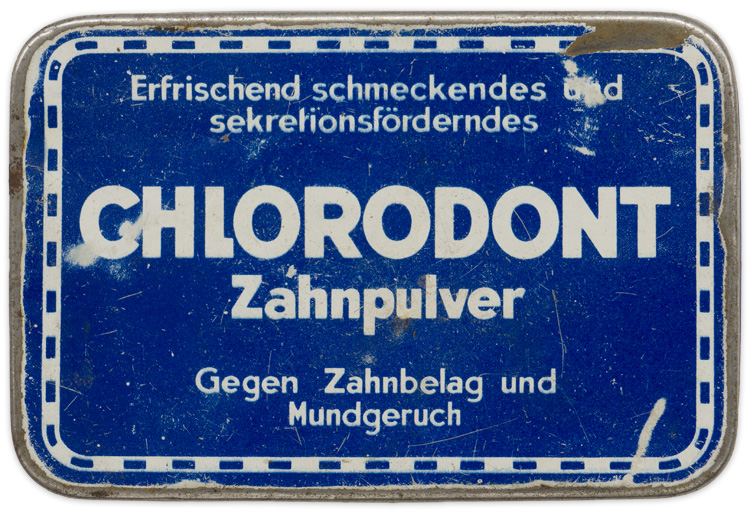 Erfrischend schmeckendes und
sekretionsförderndes
CHLORODONT
Zahnpulver
Gegen Zahnbelag und
Mundgeruch